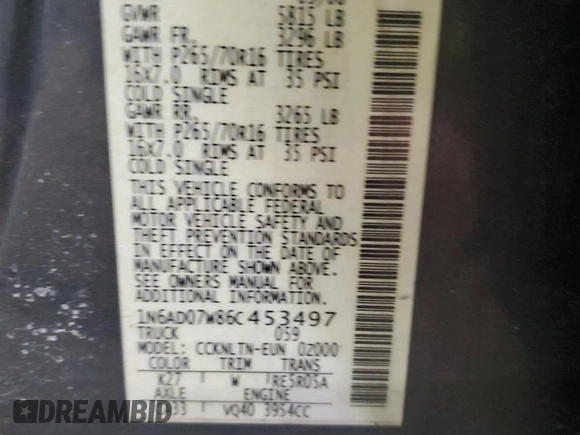 GVWR 5815 LB
GAWR FR. 3296 LB
WITH P265/70R16 TIRES
16X7.0 RIMS AT 35 PSI
COLD SINGLE
GAWR RR. 3265 LB
WITH P265/70R16 TIRES
16X7.0 RIMS AT 35 PSI
COLD SINGLE
THIS VEHICLE CONFORMS TO
ALL APPLICABLE FEDERAL
MOTOR VEHICLE SAFETY AND
THEFT PREVENTION STANDARDS
IN EFFECT ON THE DATE OF
MANUFACTURE SHOWN ABOVE.
SEE OWNERS MANUAL FOR
ADDITIONAL INFORMATION.
1N6AD07W86C453497
TRUCK 059
MODEL: CCKNLTN-EUN 0Z000
COLOR TRIM TRANS
K27 W RE5R05A
AXLE ENGINE
33 VQ40 3954CC
DREAMBID